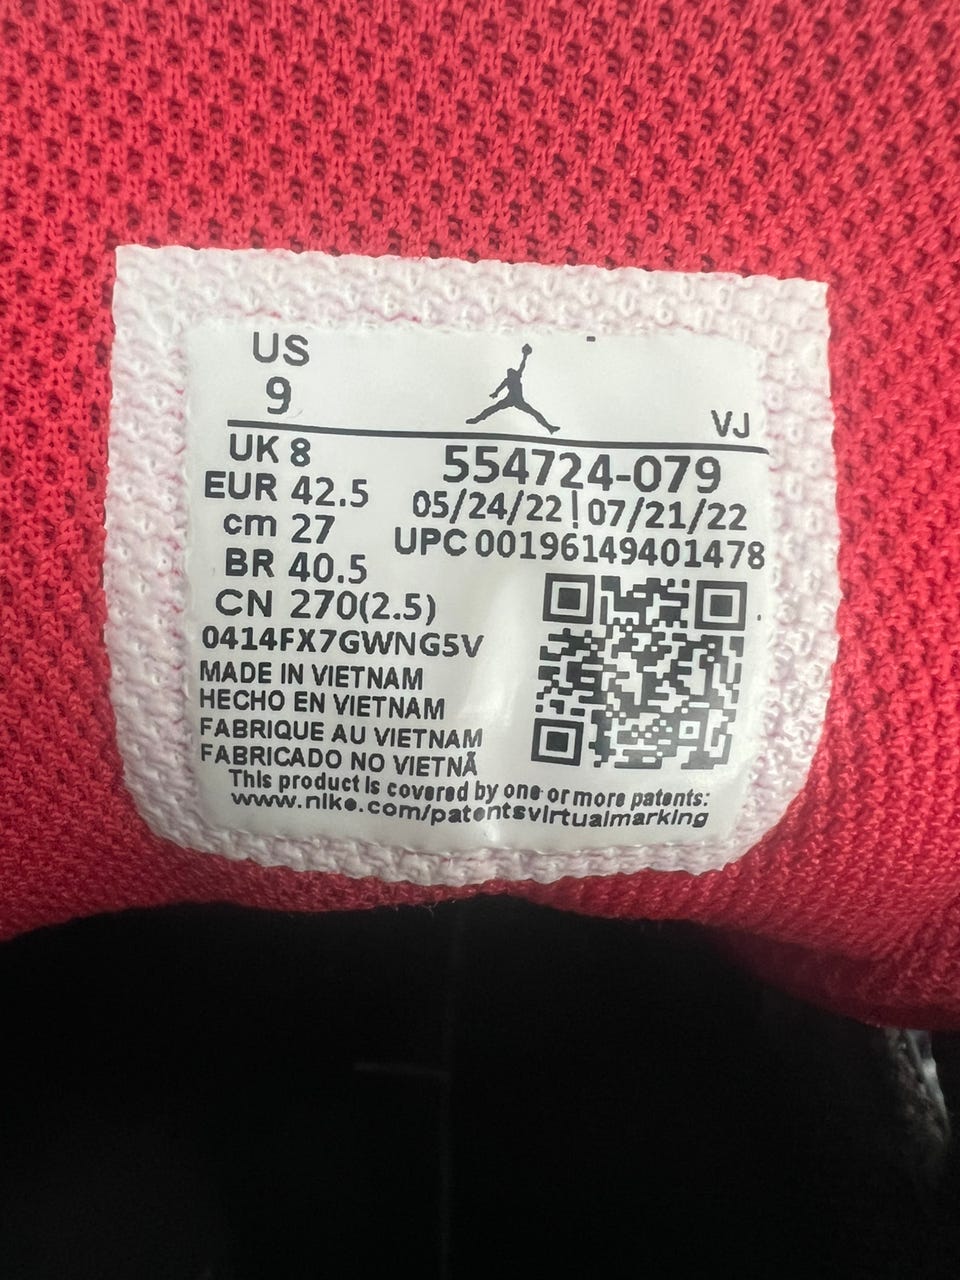 US
9
VJ
UK 8
EUR 42.5
cm 27
BR 40.5
CN 270(2.5)
554724-079
05/24/22 | 07/21/22
UPC 00196149401478
0414FX7GWNG5V
MADE IN VIETNAM
HECHO EN VIETNAM
FABRIQUE AU VIETNAM
FABRICADO NO VIETNÃ
This product is covered by one or more patents:
www.nike.com/patentsvirtualmarking